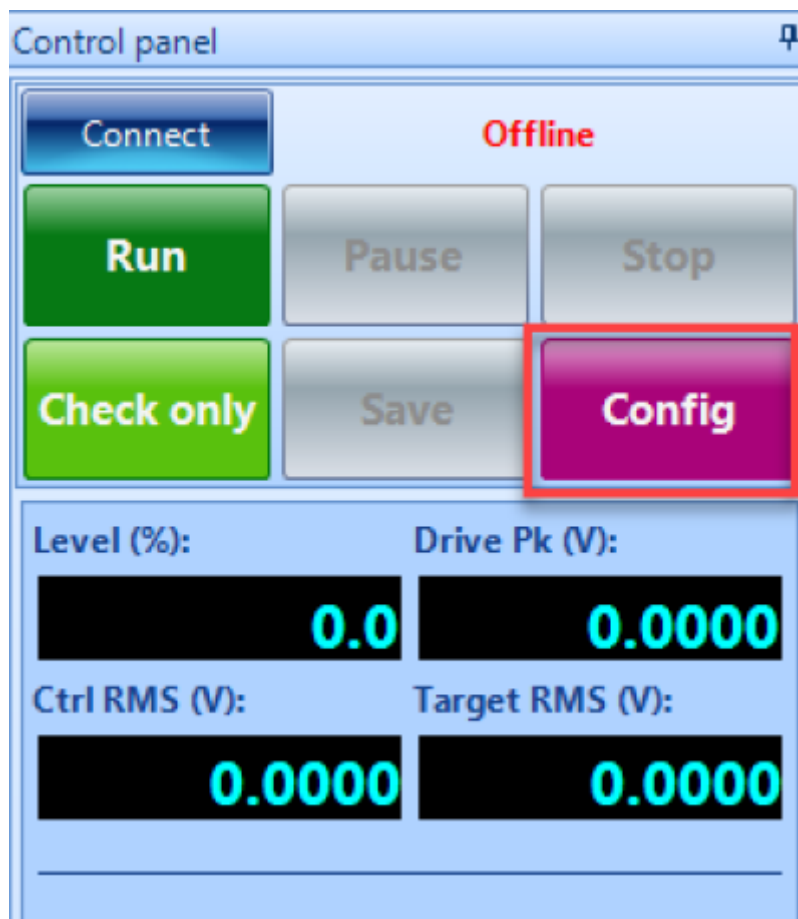 Control panel
Connect Offline
Run Pause Stop
Check only Save Config
Level (%): Drive Pk (V):
0.0 0.0000
Ctrl RMS (V): Target RMS (V):
0.0000 0.0000